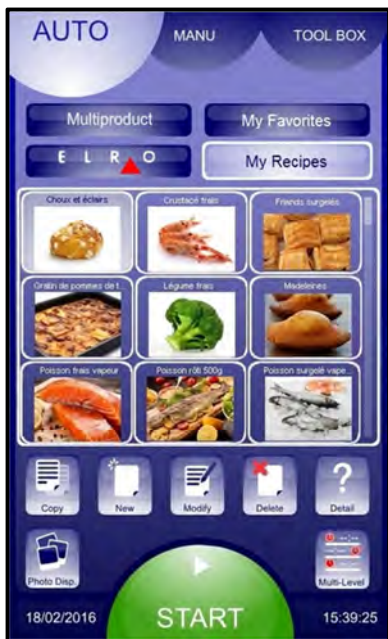 AUTO MANU TOOL BOX
Multiproduct My Favorites
E L R O My Recipes
Choux et éclairs Crustacé frais Friands surgelés
Gratin de pommes de t... Légume frais Madeleines
Poisson frais vapeur Poisson rôti 500g Poisson surgelé vape...
Copy New Modify Delete ? Detail
Photo Disp. Multi-Level
18/02/2016 START 15:39:25